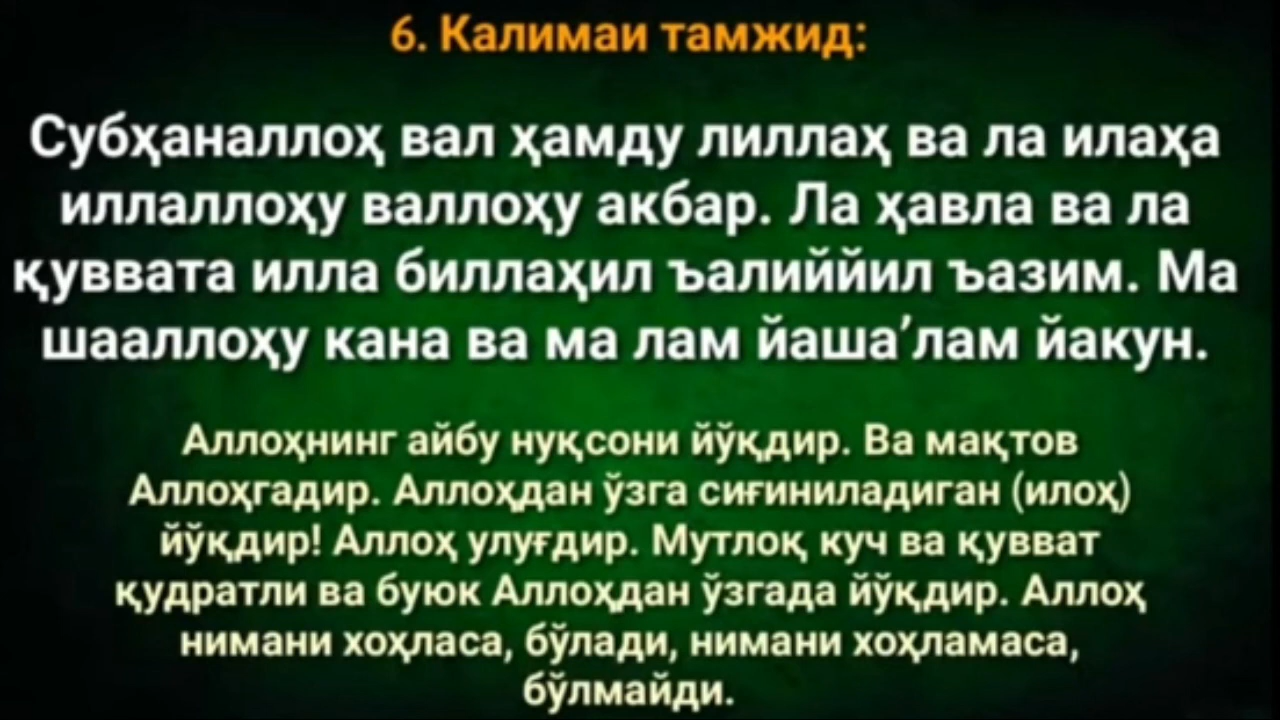 6. Калимаи тамжид:
Субҳаналлоҳ вал ҳамду лиллаҳ ва ла илаҳа
иллаллоҳу валлоҳу акбар. Ла ҳавла ва ла
қуввата илла биллаҳил ъалиййил ъазим. Ма
шааллоҳу кана ва ма лам йаша’лам йакун.
Аллоҳнинг айбу нуқсони йўқдир. Ва мақтов
Аллоҳгадир. Аллоҳдан ўзга сиғиниладиган (илоҳ)
йўқдир! Аллоҳ улуғдир. Мутлоқ куч ва қувват
қудратли ва буюк Аллоҳдан ўзгада йўқдир. Аллоҳ
нимани хоҳласа, бўлади, нимани хоҳламаса,
бўлмайди.